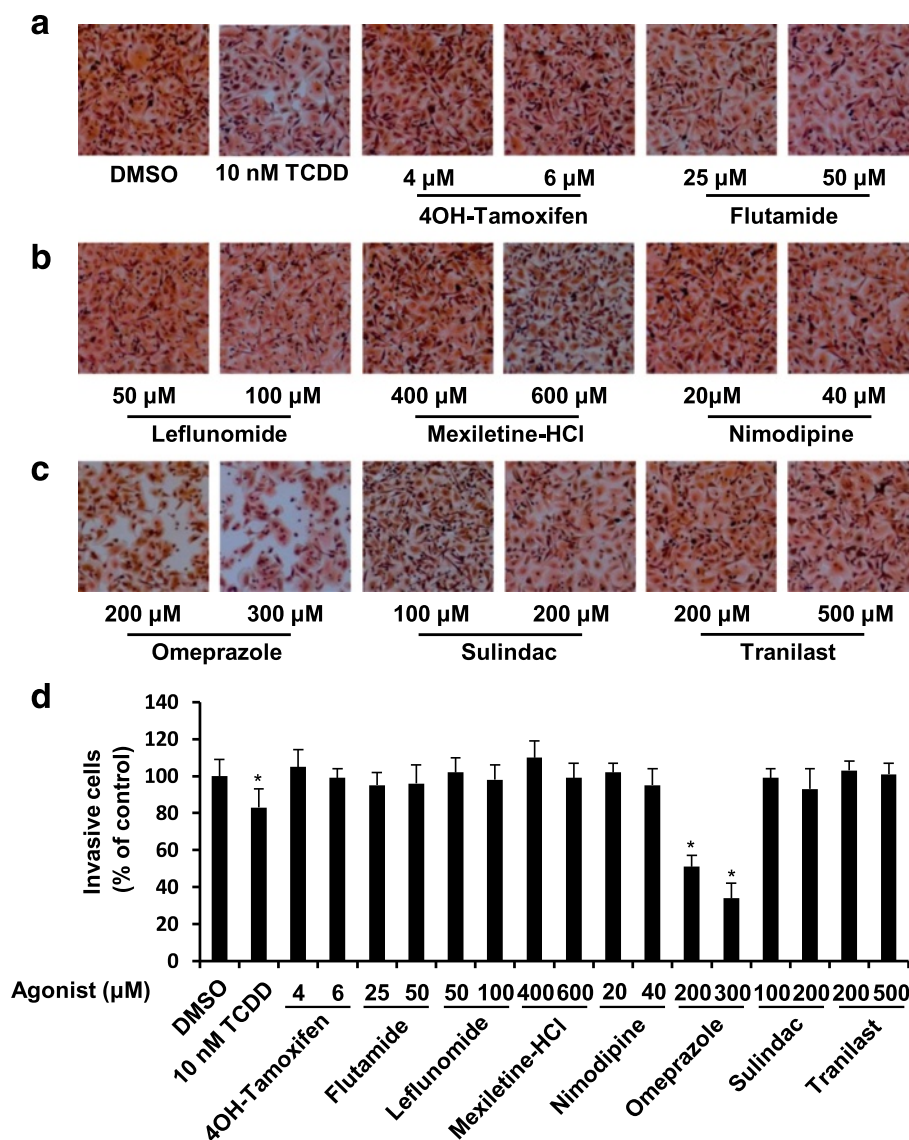 a
DMSO 10 nM TCDD 4 µM 6 µM 25 µM 50 µM
4OH-Tamoxifen Flutamide
b
50 µM 100 µM 400 µM 600 µM 20µM 40 µM
Leflunomide Mexiletine-HCl Nimodipine
c
200 µM 300 µM 100 µM 200 µM 200 µM 500 µM
Omeprazole Sulindac Tranilast
d
Invasive cells
(% of control)
140
120
100
80
60
40
20
0
* * *
Agonist (µM) DMSO 10 nM TCDD 4 6 25 50 50 100 400 600 20 40 200 300 100 200 200 500
4OH-Tamoxifen Flutamide Leflunomide Mexiletine-HCl Nimodipine Omeprazole Sulindac Tranilast